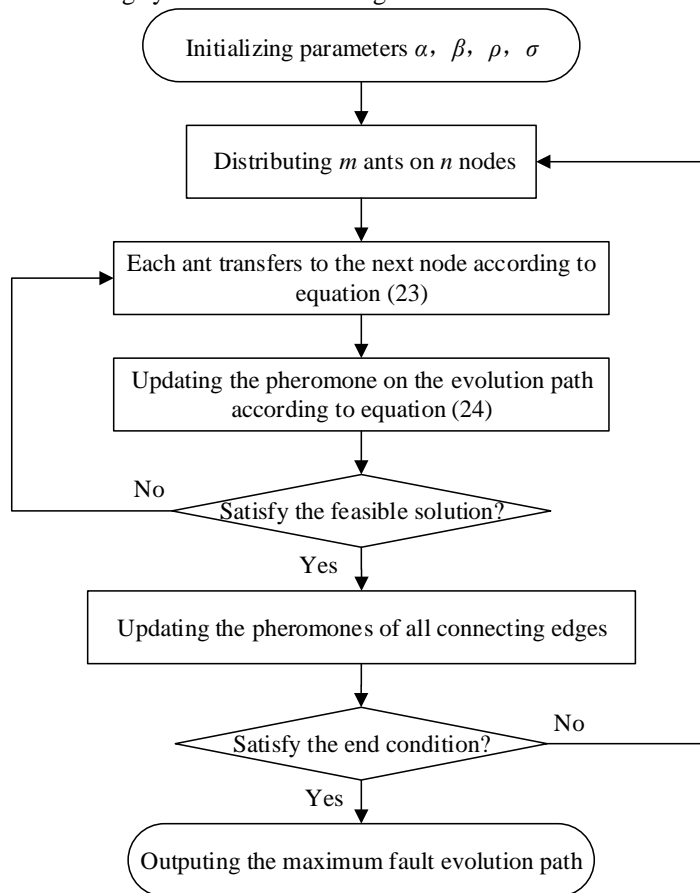 Initializing parameters α, β, ρ, σ
Distributing m ants on n nodes
Each ant transfers to the next node according to
equation (23)
Updating the pheromone on the evolution path
according to equation (24)
No
Satisfy the feasible solution?
Yes
Updating the pheromones of all connecting edges
No
Satisfy the end condition?
Yes
Outputing the maximum fault evolution path